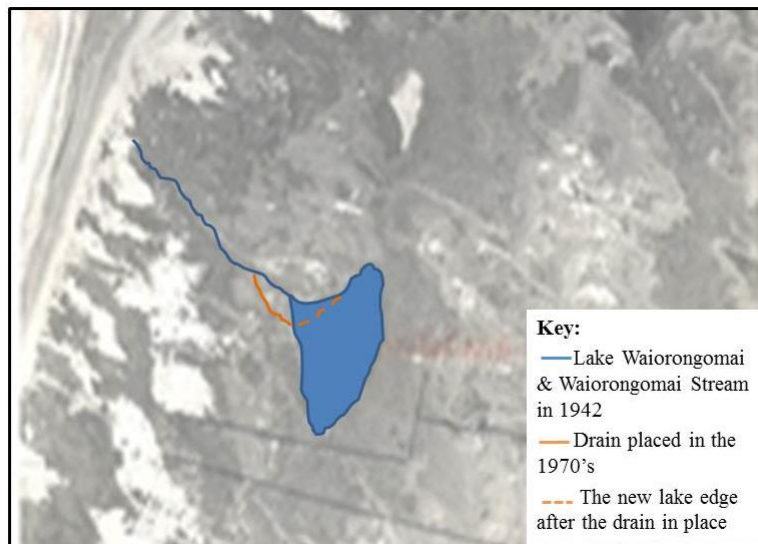 Key:
Lake Waiorongomai
& Waiorongomai Stream
in 1942
Drain placed in the
1970's
The new lake edge
after the drain in place